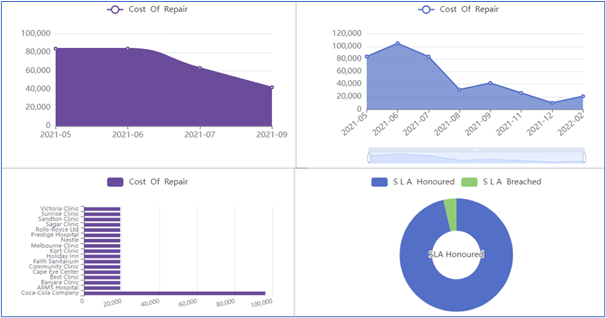 Cost Of Repair
100,000
80,000
60,000
40,000
20,000
0
2021-05 2021-06 2021-07 2021-09
Cost Of Repair
120,000
100,000
80,000
60,000
40,000
20,000
0
2021-05 2021-06 2021-07 2021-08 2021-09 2021-11 2021-12 2022-02
Cost Of Repair
Victoria Clinic
Sunrise Clinic
Sandton Clinic
Sagar Clinic
Rolls-Royce Ltd
Prestige Hospital
Nestle
Melbourne Clinic
Kort Clinic
Holiday Inn
Faith Sanitarium
Community Clinic
Cape Eye Center
Best Clinic
Banjara Clinic
AIIMS Hospital
Coca-Cola Company
0 20,000 40,000 60,000 80,000 100,000
S L A Honoured S L A Breached
SLA Honoured